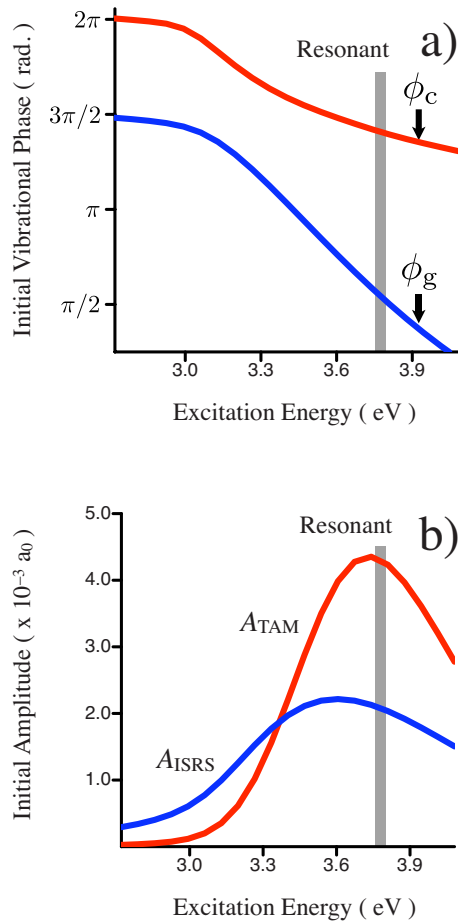 a)
Initial Vibrational Phase ( rad. )
2π
3π/2
π
π/2
Resonant
ϕc
ϕg
3.0 3.3 3.6 3.9
Excitation Energy ( eV )
b)
Initial Amplitude ( x 10⁻³ a₀ )
5.0
4.0
3.0
2.0
1.0
Resonant
ATAM
AISRS
3.0 3.3 3.6 3.9
Excitation Energy ( eV )